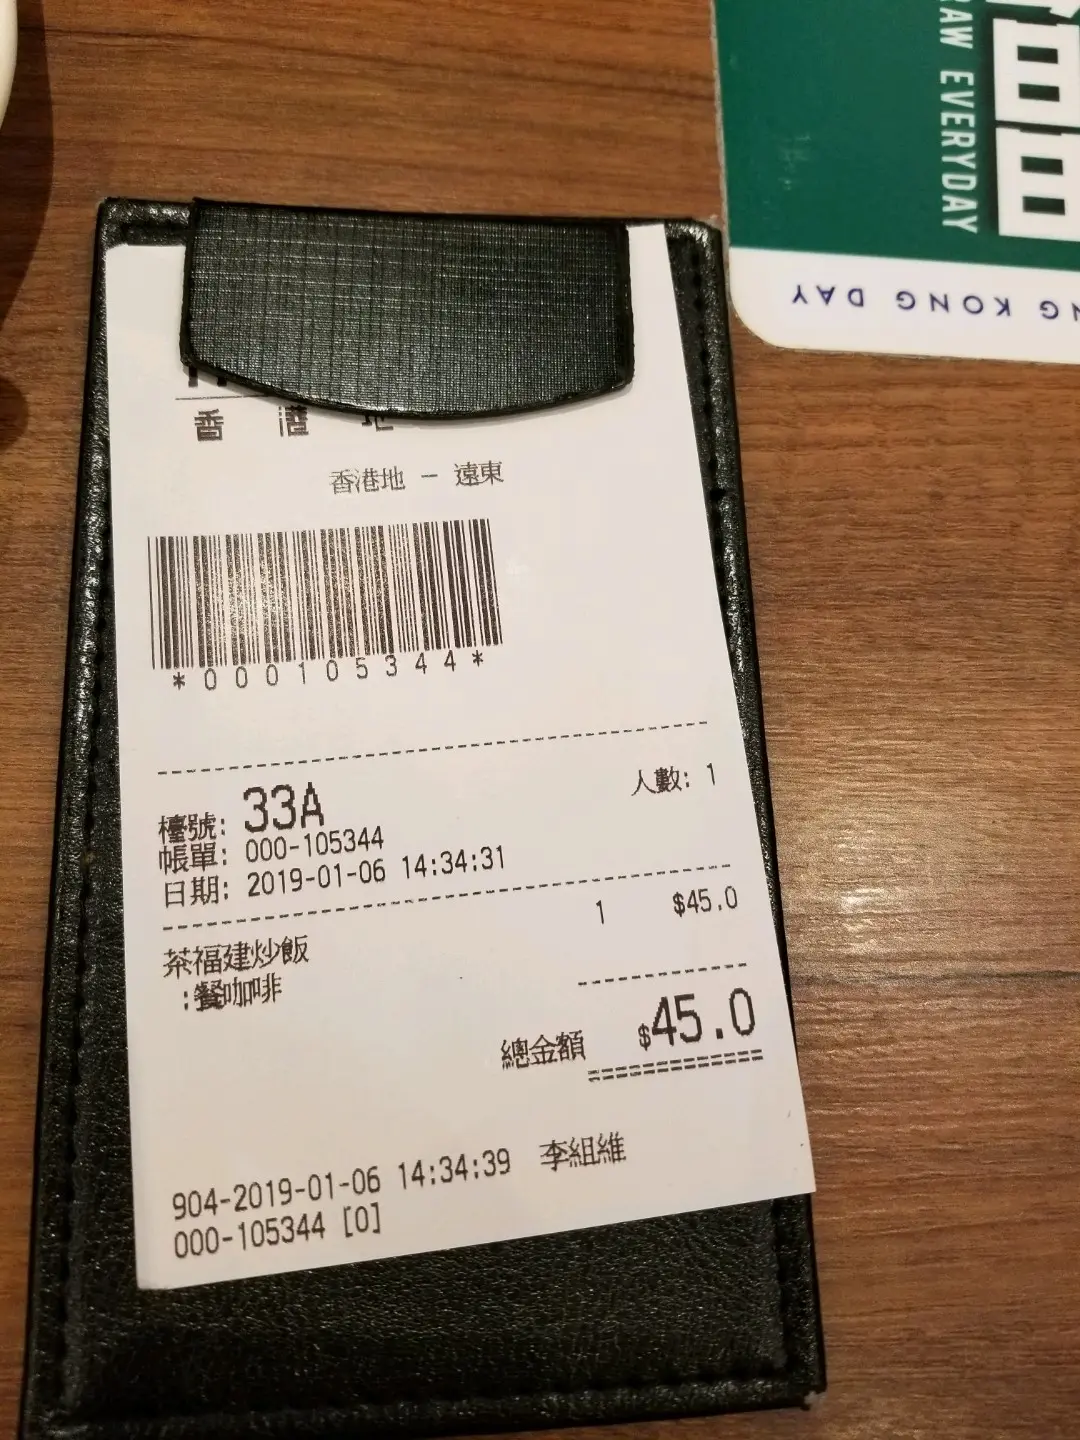 香港地
香港地 - 遠東
*000105344*
檯號: 33A
人數: 1
帳單: 000-105344
日期: 2019-01-06 14:34:31
茶福建炒飯 1 $45.0
:餐咖啡
總金額 $45.0
904-2019-01-06 14:34:39 李組維
000-105344 [0]
RAW EVERYDAY
NG KONG DAY